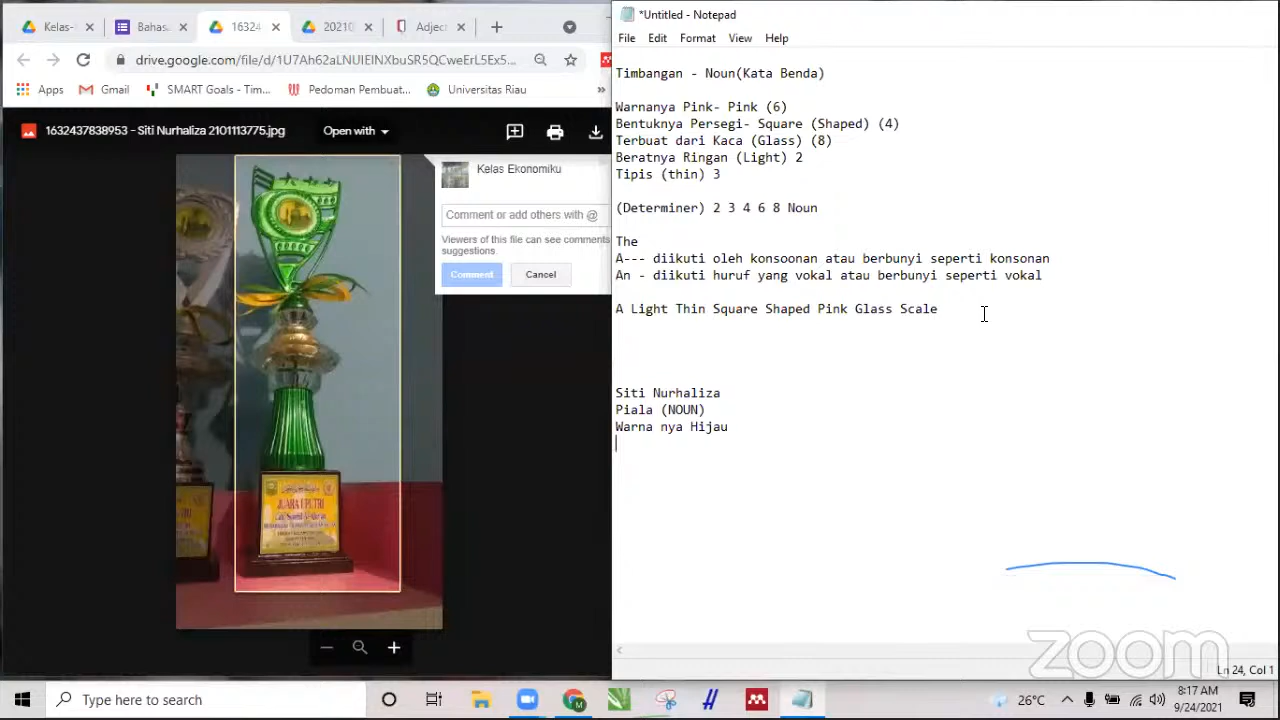 Kelas-
Bahas
16324
20210
Adject
drive.google.com/file/d/1U7Ah62aLNUIEINXbuSR5QCweErL5Ex5...
Apps
Gmail
SMART Goals - Tim...
Pedoman Pembuat...
Universitas Riau
»
1632437838953 - Siti Nurhaliza 2101113775.jpg
Open with
Kelas Ekonomiku
Comment or add others with @
Viewers of this file can see comments
suggestions.
Comment
Cancel
JUARA I PUTRI
*Untitled - Notepad
File Edit Format View Help
Timbangan - Noun(Kata Benda)
Warnanya Pink- Pink (6)
Bentuknya Persegi- Square (Shaped) (4)
Terbuat dari Kaca (Glass) (8)
Beratnya Ringan (Light) 2
Tipis (thin) 3
(Determiner) 2 3 4 6 8 Noun
The
A--- diikuti oleh konsoonan atau berbunyi seperti konsonan
An - diikuti huruf yang vokal atau berbunyi seperti vokal
A Light Thin Square Shaped Pink Glass Scale
Siti Nurhaliza
Piala (NOUN)
Warna nya Hijau
zoom
Ln 24, Col 1
Type here to search
26°C
8:17 AM
9/24/2021